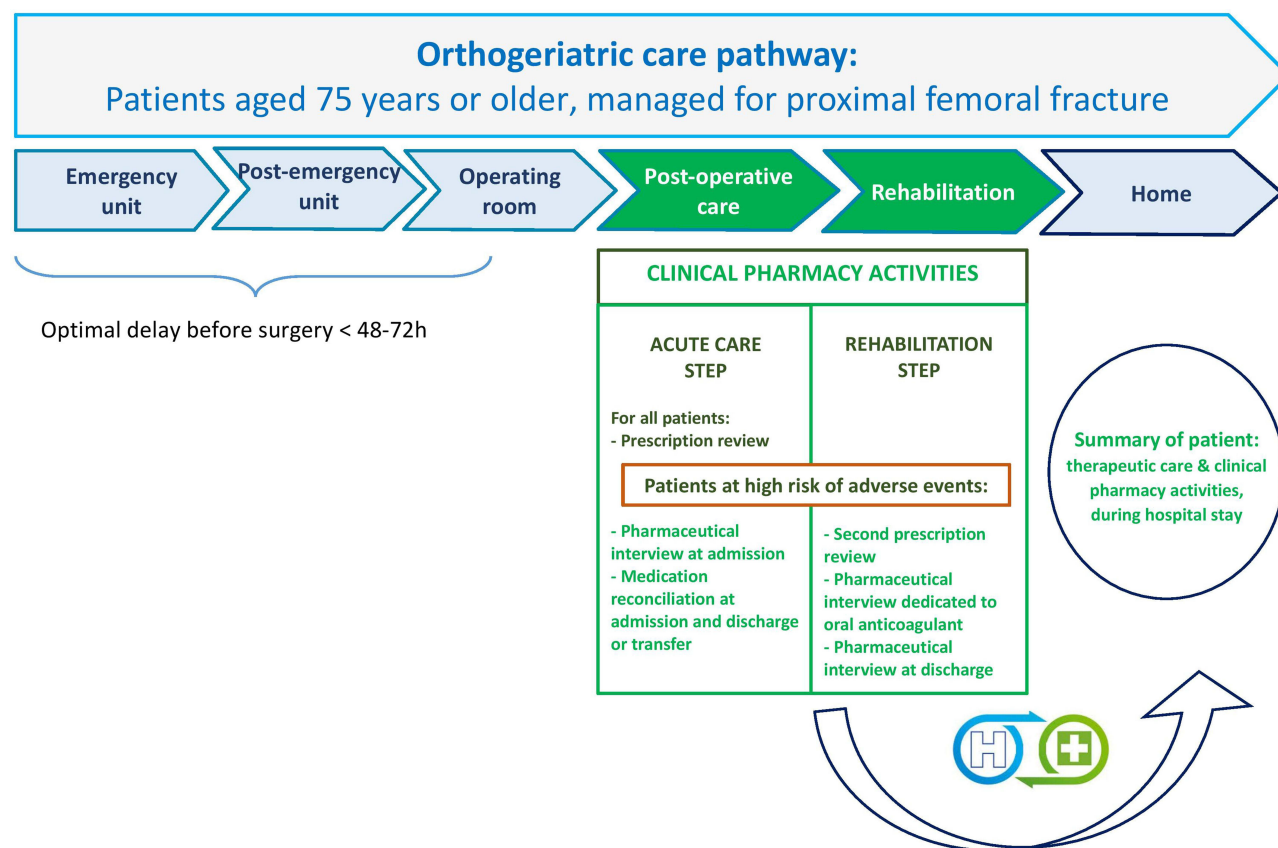 Orthogeriatric care pathway:
Patients aged 75 years or older, managed for proximal femoral fracture
Emergency
unit
Post-emergency
unit
Operating
room
Post-operative
care
Rehabilitation
Home
Optimal delay before surgery < 48-72h
CLINICAL PHARMACY ACTIVITIES
ACUTE CARE
STEP
For all patients:
- Prescription review
REHABILITATION
STEP
Patients at high risk of adverse events:
- Pharmaceutical
interview at admission
- Medication
reconciliation at
admission and discharge
or transfer
- Second prescription
review
- Pharmaceutical
interview dedicated to
oral anticoagulant
- Pharmaceutical
interview at discharge
Summary of patient:
therapeutic care & clinical
pharmacy activities,
during hospital stay
H